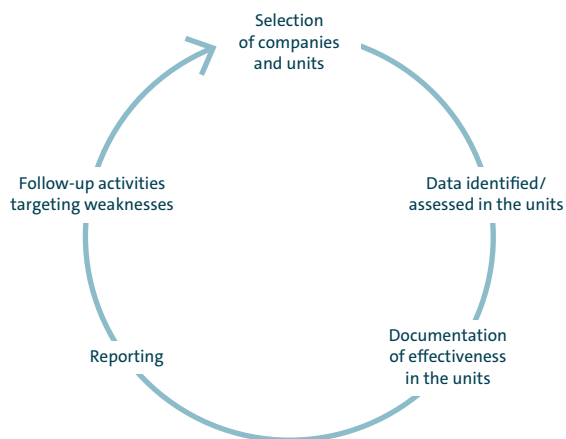 Selection
of companies
and units
Data identified/
assessed in the units
Documentation
of effectiveness
in the units
Reporting
Follow-up activities
targeting weaknesses